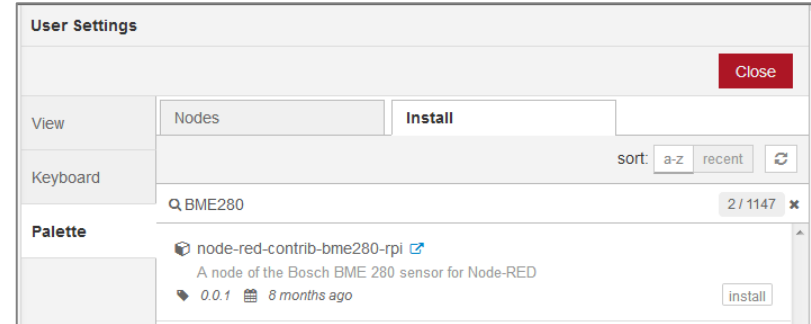 User Settings
Close
View
Keyboard
Palette
Nodes
Install
sort: a-z recent
BME280
2 / 1147 ×
node-red-contrib-bme280-rpi
A node of the Bosch BME 280 sensor for Node-RED
0.0.1 8 months ago
install